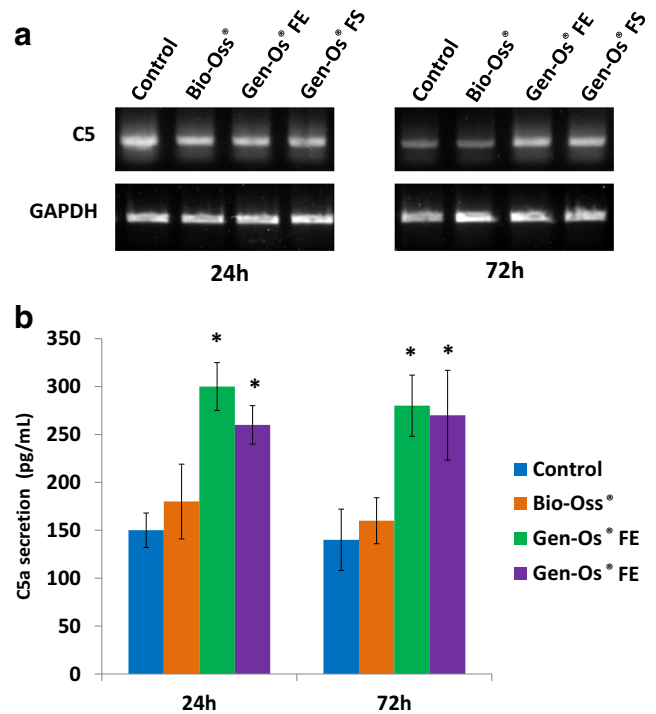 a
Control Bio-Oss® Gen-Os® FE Gen-Os® FS
Control Bio-Oss® Gen-Os® FE Gen-Os® FS
C5
GAPDH
24h 72h
b
C5a secretion (pg/mL)
350
300
250
200
150
100
50
0
* * * *
24h 72h
Control
Bio-Oss®
Gen-Os® FE
Gen-Os® FE